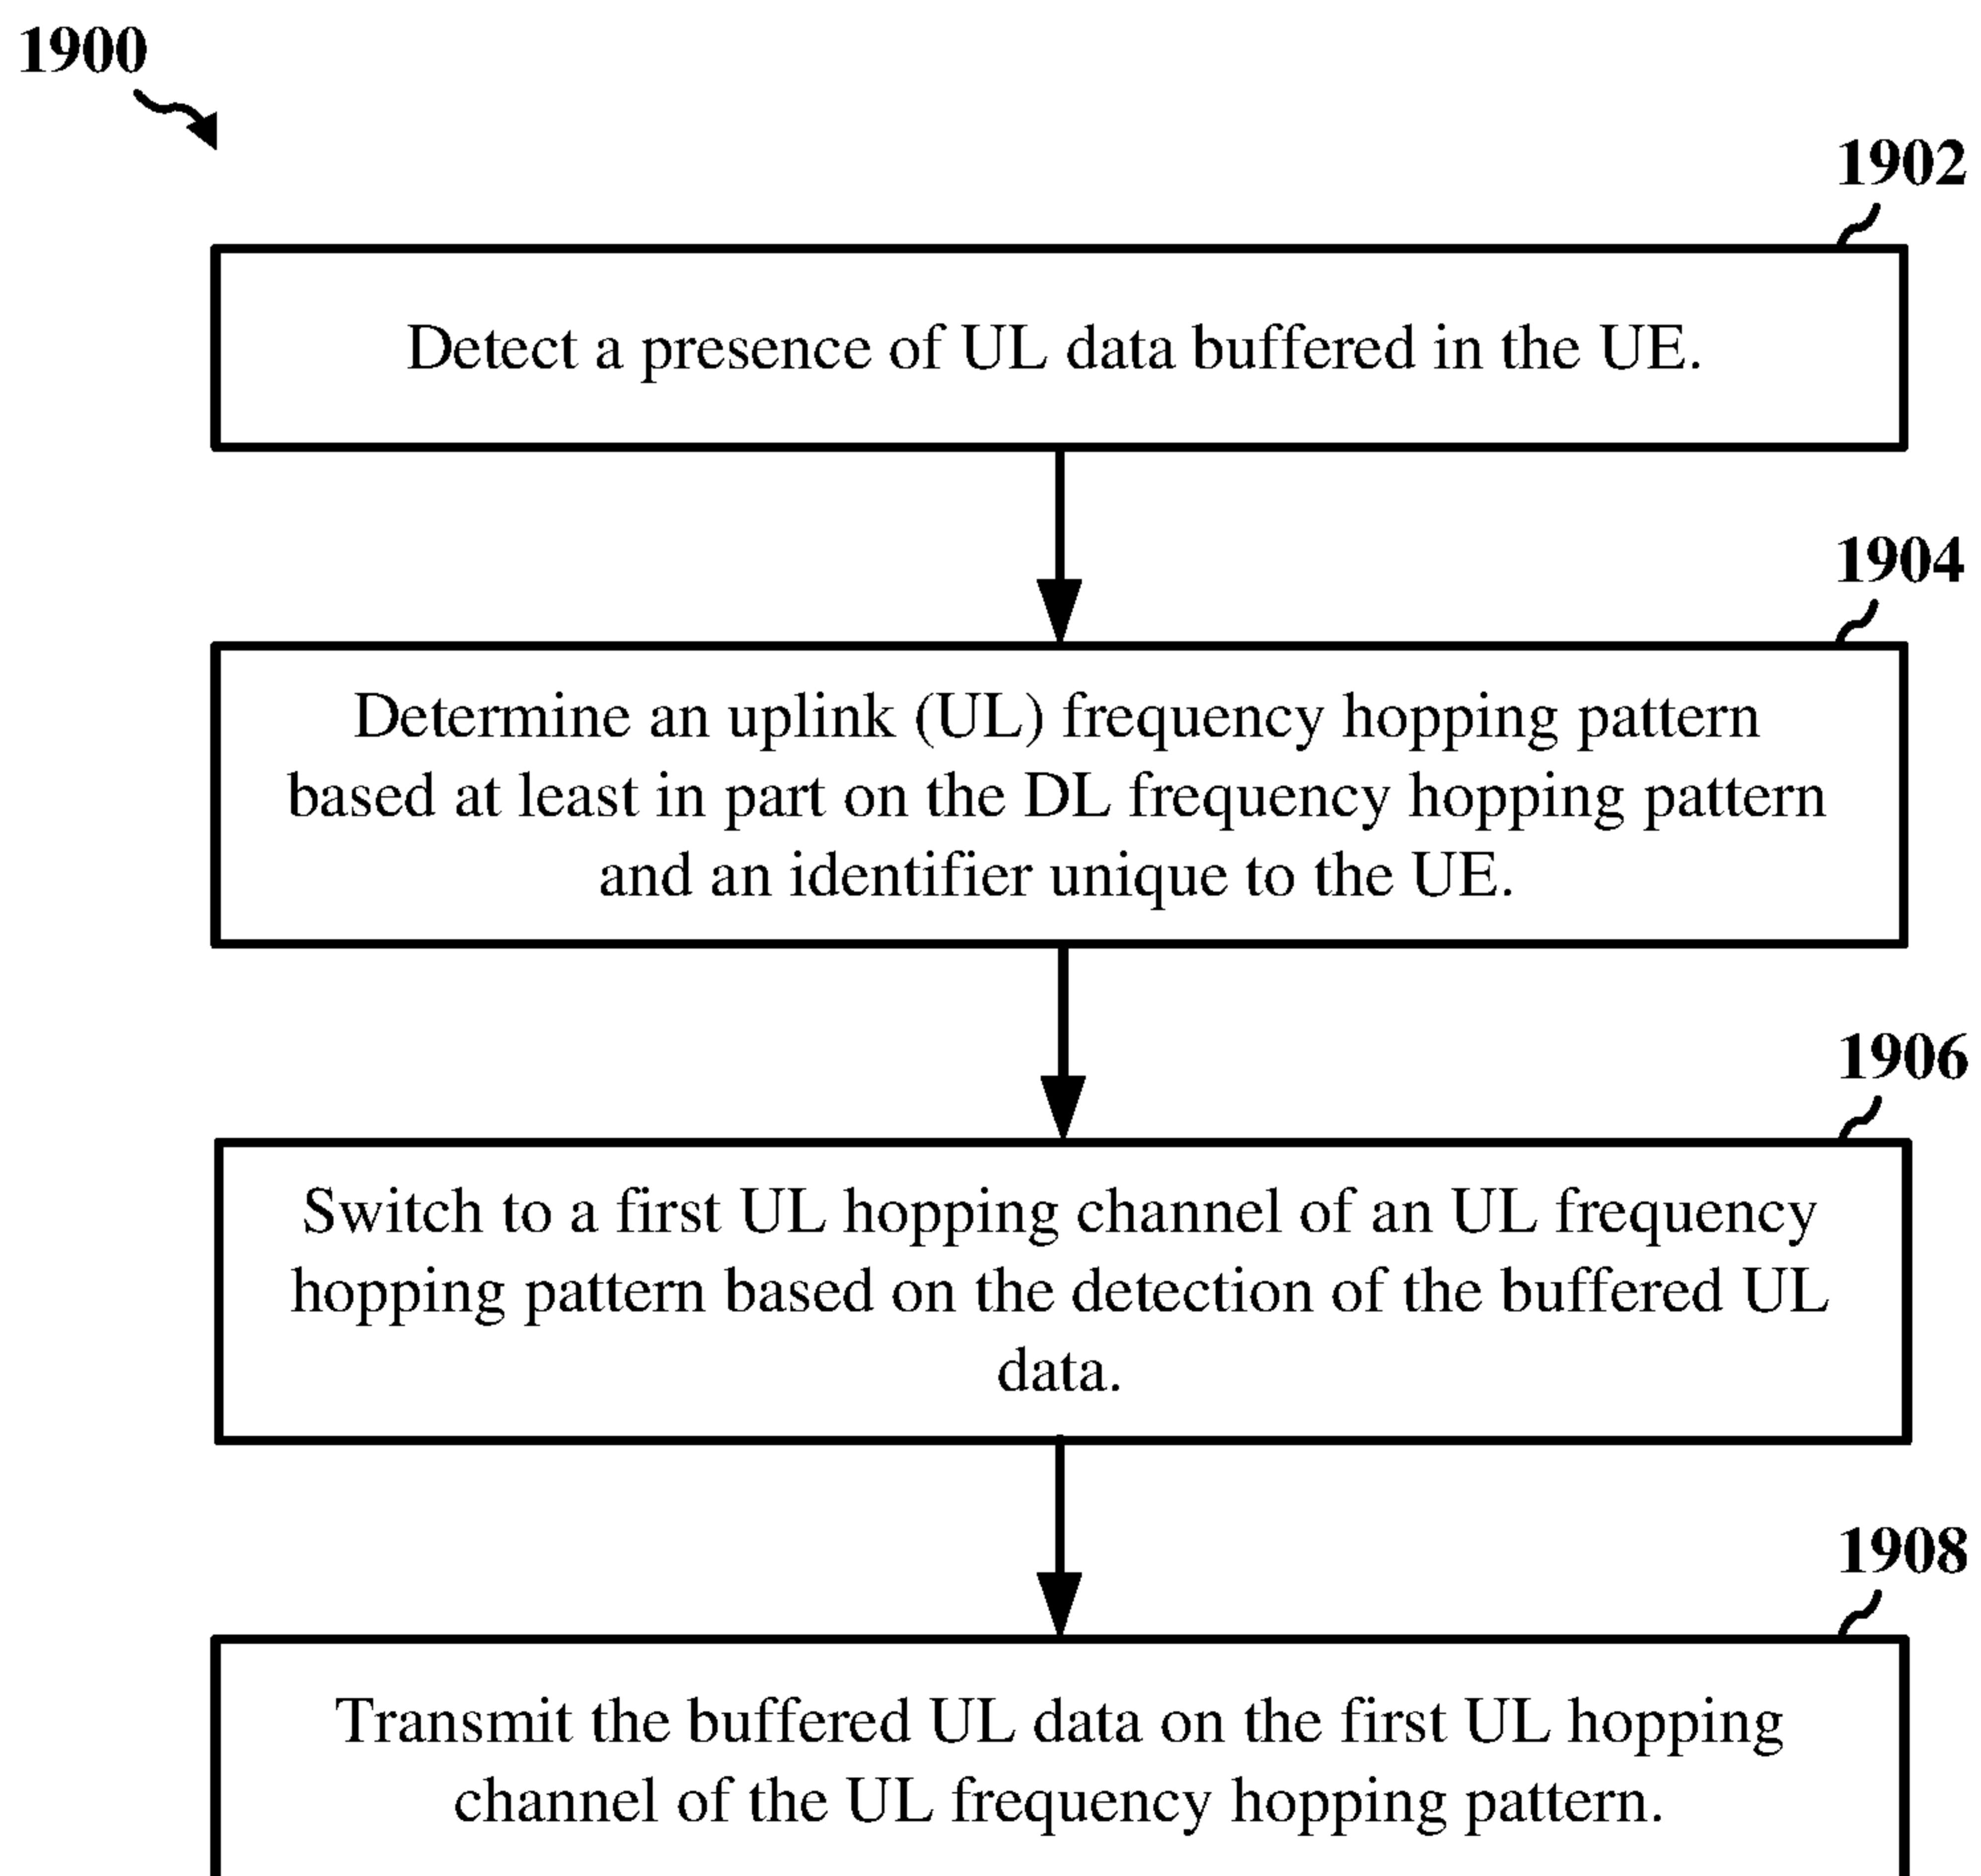 1900
1902
Detect a presence of UL data buffered in the UE.
1904
Determine an uplink (UL) frequency hopping pattern
based at least in part on the DL frequency hopping pattern
and an identifier unique to the UE.
1906
Switch to a first UL hopping channel of an UL frequency
hopping pattern based on the detection of the buffered UL
data.
1908
Transmit the buffered UL data on the first UL hopping
channel of the UL frequency hopping pattern.